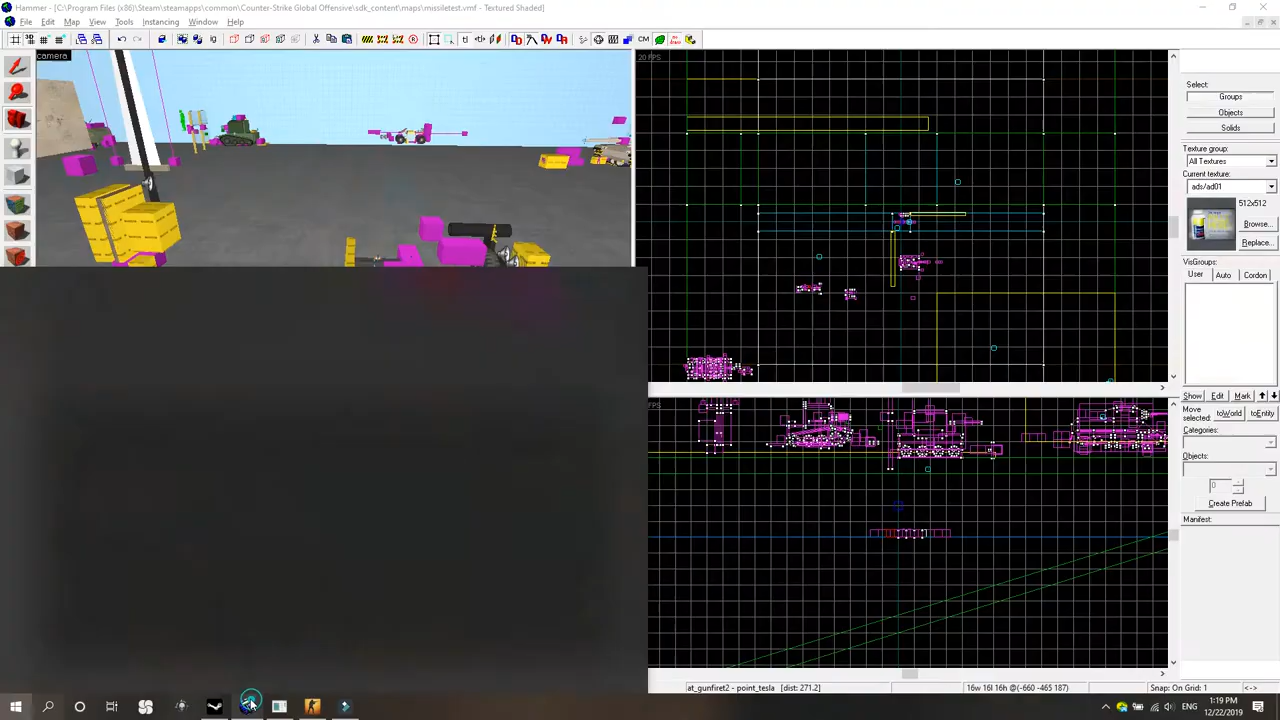 Hammer - [C:\Program Files (x86)\Steam\steamapps\common\Counter-Strike Global Offensive\sdk_content\maps\missiletest.vmf - Textured Shaded]
File Edit Map View Tools Instancing Window Help
camera
20 FPS
Select:
Groups
Objects
Solids
Texture group:
All Textures
Current texture:
ads/ad01
512x512
Browse...
Replace...
VisGroups:
User Auto Cordon
Show Edit Mark
Move selected:
toWorld toEntity
Categories:
Objects:
0
Create Prefab
Manifest:
FPS
at_gunfiret2 - point_tesla [dist: 271.2]
16w 16l 16h @(-660 -465 187)
Snap: On Grid: 1
<->
ENG
1:19 PM
12/22/2019